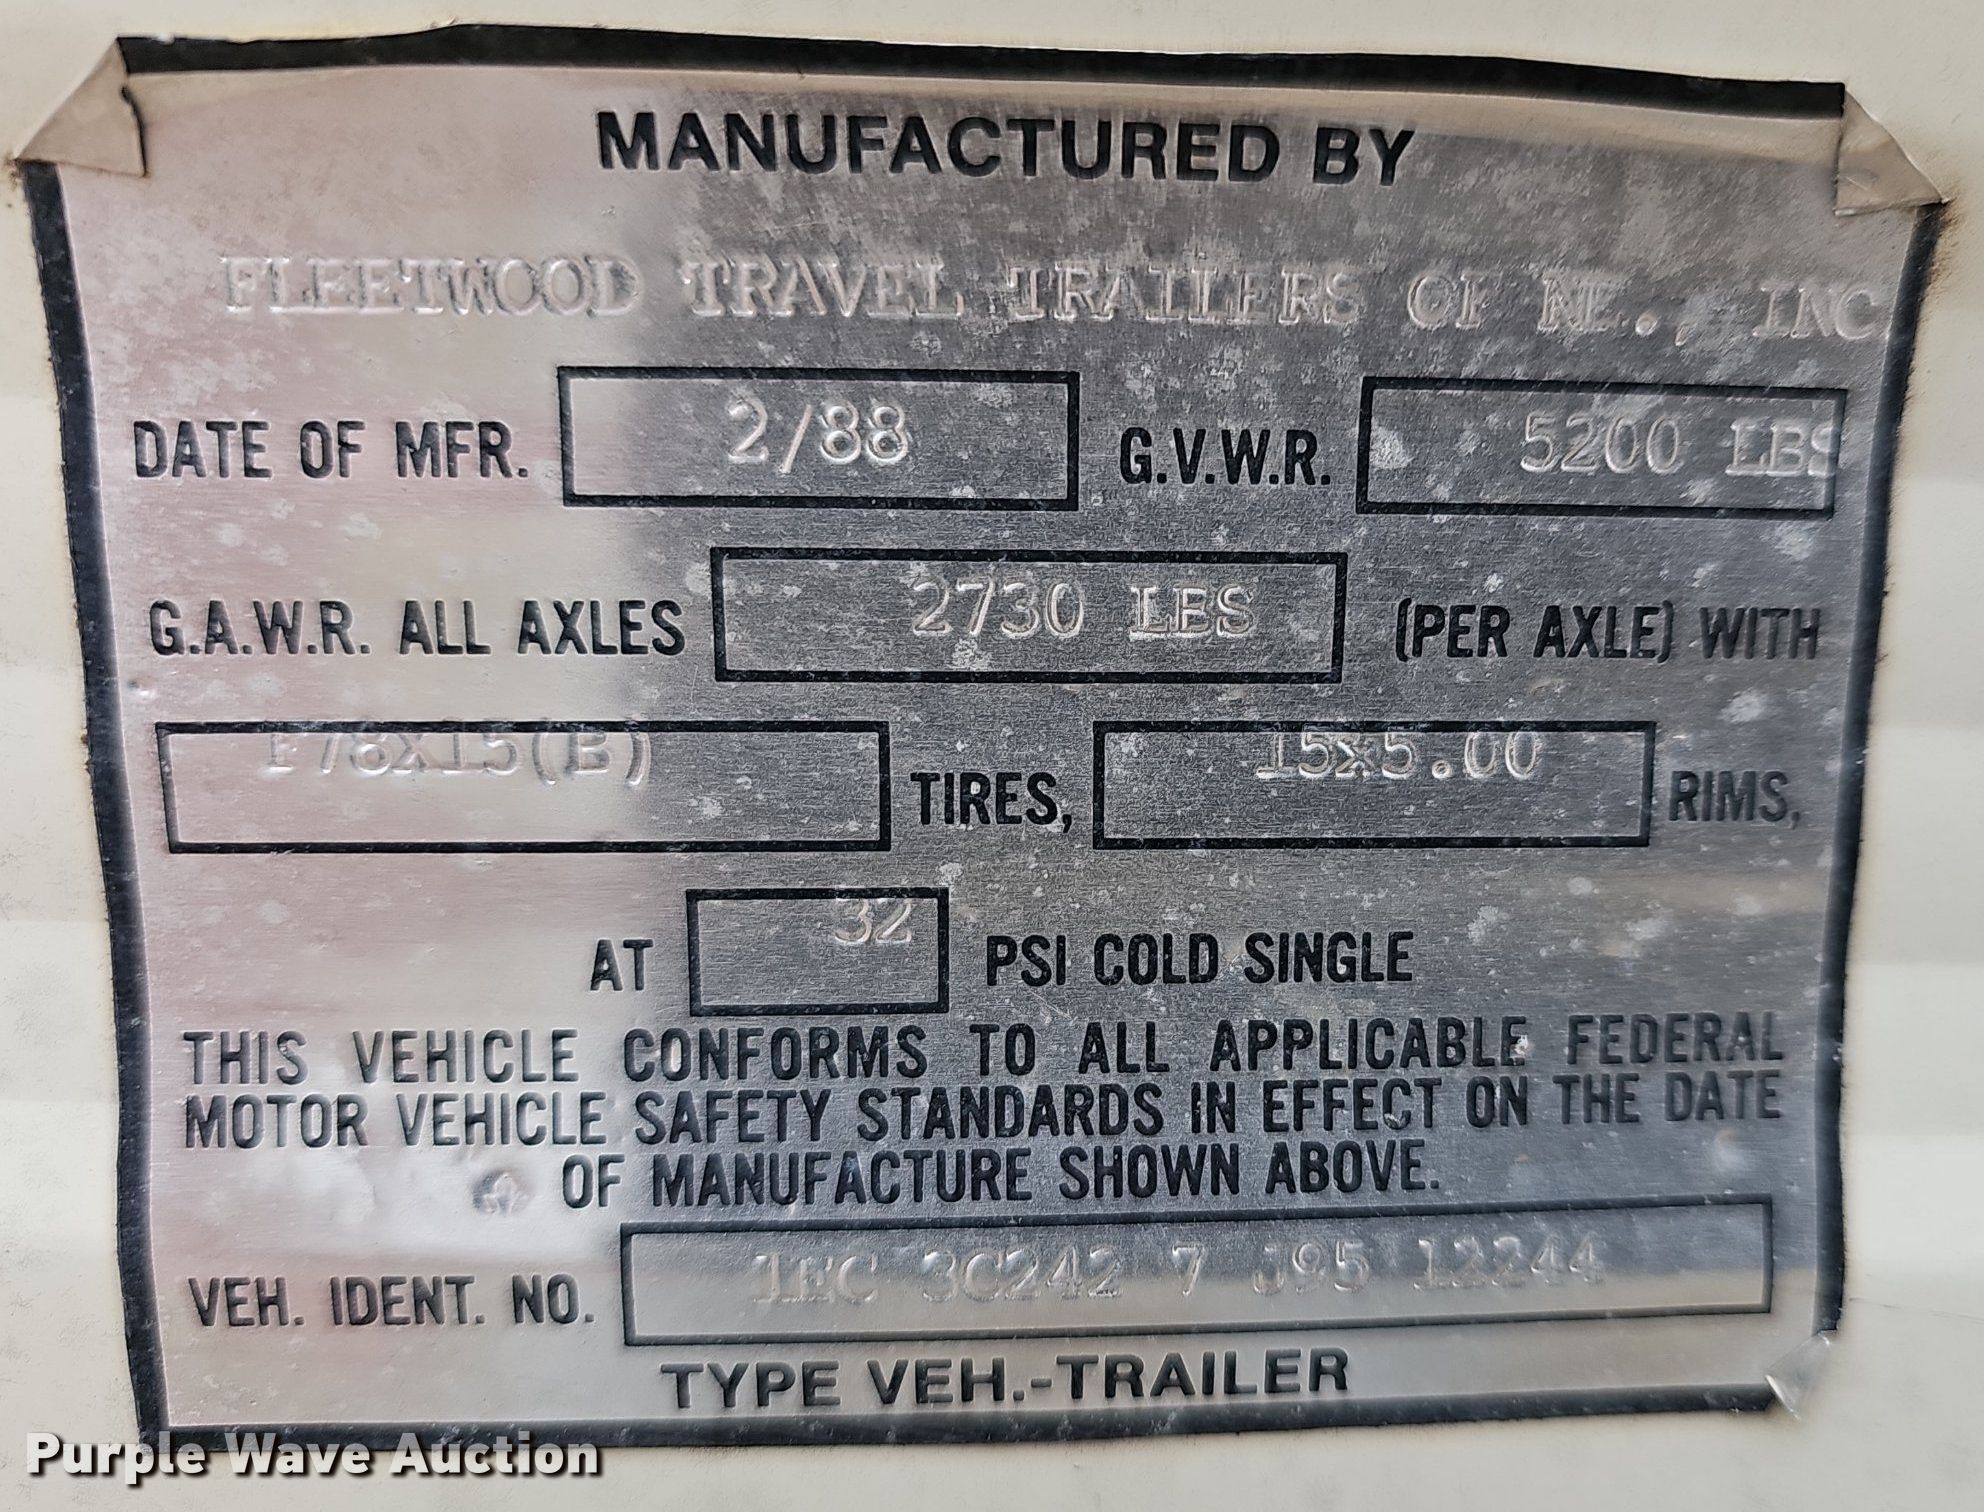 MANUFACTURED BY
FLEETWOOD TRAVEL TRAILERS OF NE., INC
DATE OF MFR. 2/88 G.V.W.R. 5200 LBS
G.A.W.R. ALL AXLES 2730 LBS (PER AXLE) WITH
F78X15(B) TIRES, 15x5.00 RIMS,
AT 32 PSI COLD SINGLE
THIS VEHICLE CONFORMS TO ALL APPLICABLE FEDERAL
MOTOR VEHICLE SAFETY STANDARDS IN EFFECT ON THE DATE
OF MANUFACTURE SHOWN ABOVE.
VEH. IDENT. NO. 1EC 3C242 7 J95 12244
TYPE VEH.-TRAILER
Purple Wave Auction